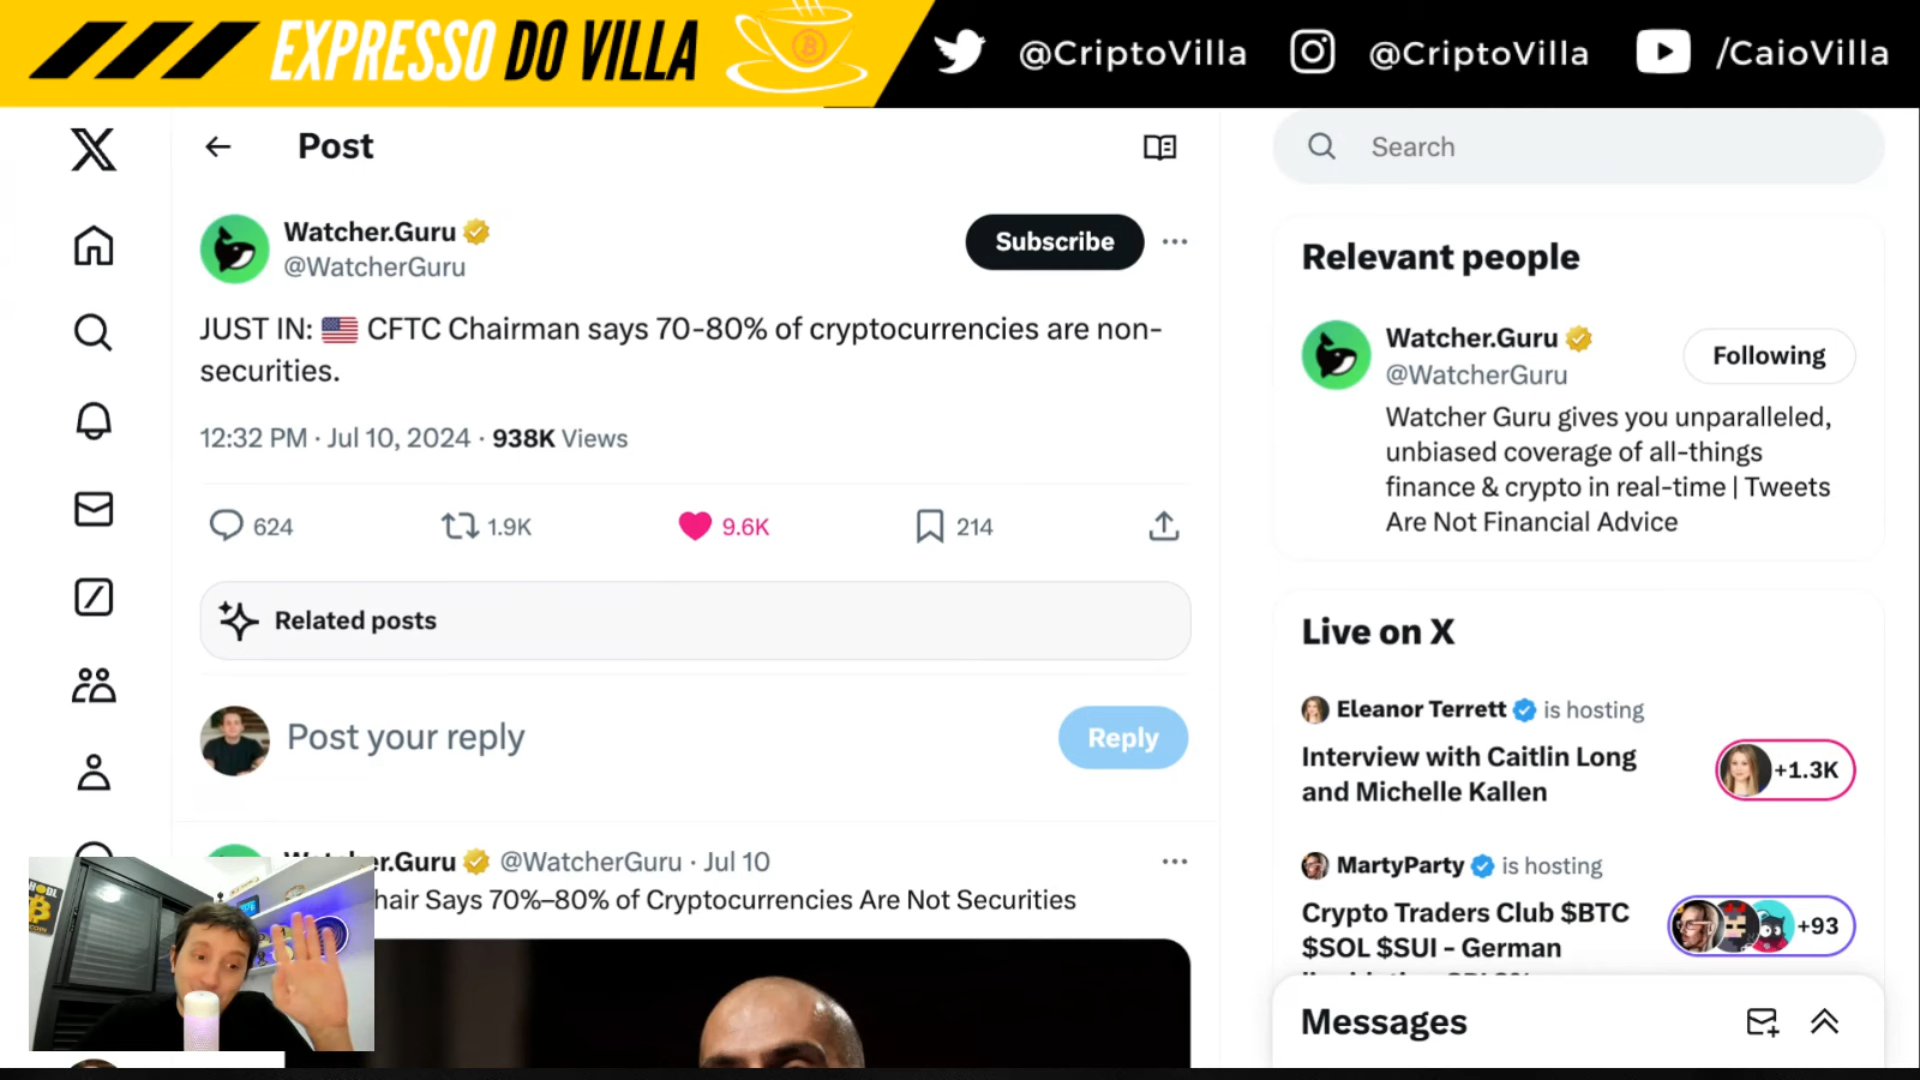 EXPRESSO DO VILLA
@CriptoVilla
@CriptoVilla
/CaioVilla
Post
Search
Watcher.Guru
@WatcherGuru
Subscribe
JUST IN: 🇺🇸 CFTC Chairman says 70-80% of cryptocurrencies are non-
securities.
12:32 PM · Jul 10, 2024 · 938K Views
624
1.9K
9.6K
214
Related posts
Post your reply
Reply
er.Guru @WatcherGuru · Jul 10
hair Says 70%–80% of Cryptocurrencies Are Not Securities
Relevant people
Watcher.Guru
@WatcherGuru
Following
Watcher Guru gives you unparalleled,
unbiased coverage of all-things
finance & crypto in real-time | Tweets
Are Not Financial Advice
Live on X
Eleanor Terrett is hosting
Interview with Caitlin Long
and Michelle Kallen
+1.3K
MartyParty is hosting
Crypto Traders Club $BTC
$SOL $SUI - German
+93
Messages
HODL